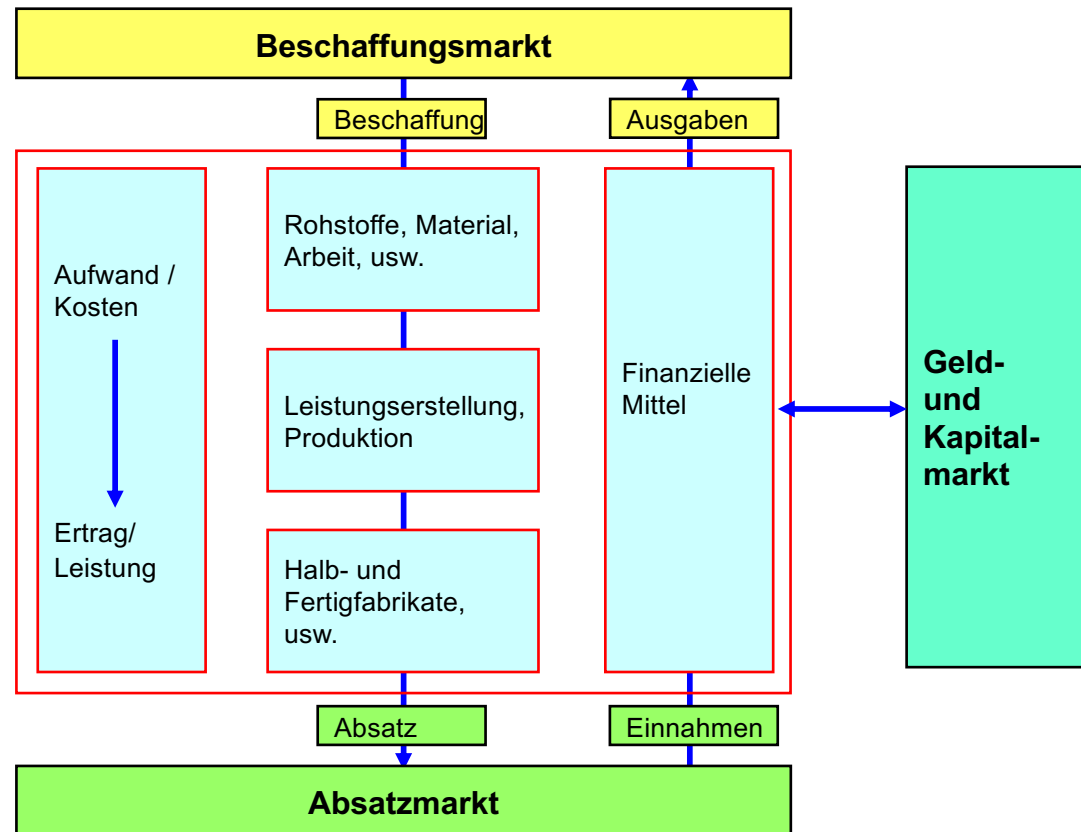 Beschaffungsmarkt
Beschaffung
Ausgaben
Aufwand /
Kosten
Ertrag/
Leistung
Rohstoffe, Material,
Arbeit, usw.
Leistungserstellung,
Produktion
Halb- und
Fertigfabrikate,
usw.
Finanzielle
Mittel
Geld-
und
Kapital-
markt
Absatz
Einnahmen
Absatzmarkt